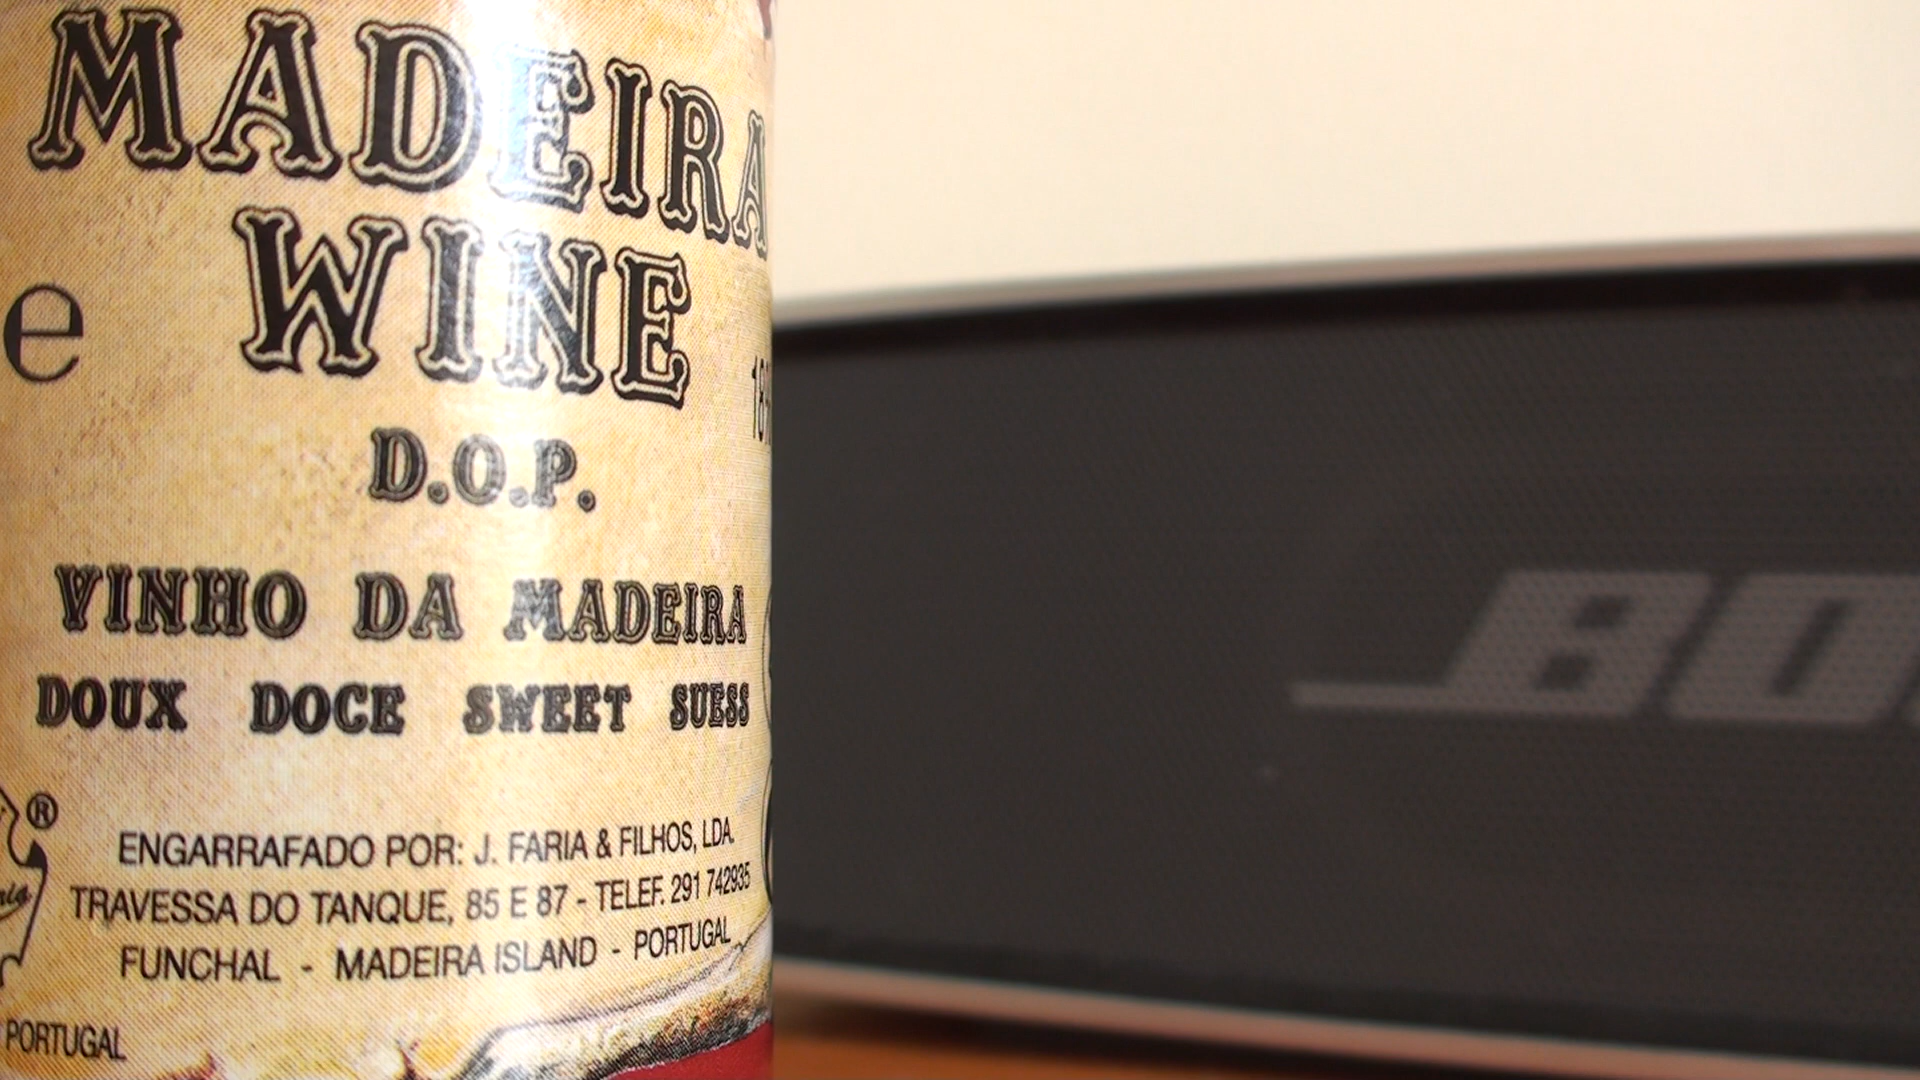 MADEIRA
WINE
e
D.O.P.
VINHO DA MADEIRA
DOUX DOCE SWEET SUESS
®
ENGARRAFADO POR: J. FARIA & FILHOS, LDA.
TRAVESSA DO TANQUE, 85 E 87 - TELEF. 291 742935
FUNCHAL - MADEIRA ISLAND - PORTUGAL
PORTUGAL
BO